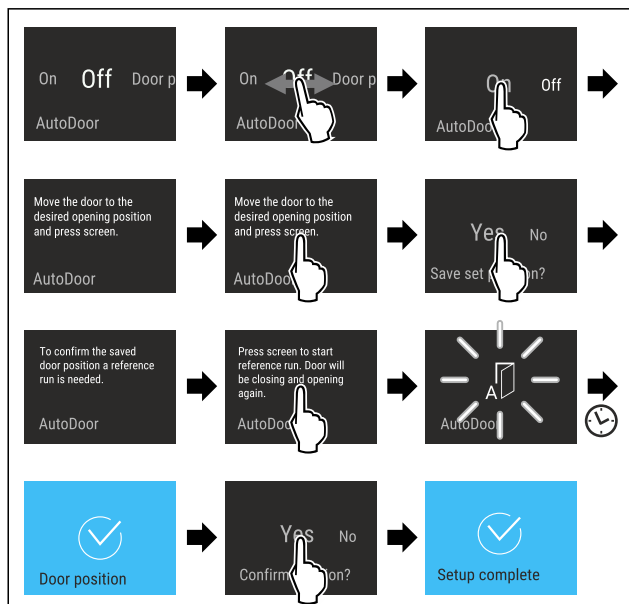 On Off Door p
AutoDoor
On Off Door p
AutoDoor
On Off
AutoDoor
Move the door to the
desired opening position
and press screen.
AutoDoor
Move the door to the
desired opening position
and press screen.
AutoDoor
Yes No
Save set position?
To confirm the saved
door position a reference
run is needed.
AutoDoor
Press screen to start
reference run. Door will
be closing and opening
again.
AutoDoor
A
AutoDoor
Door position
Yes No
Confirm position?
Setup complete